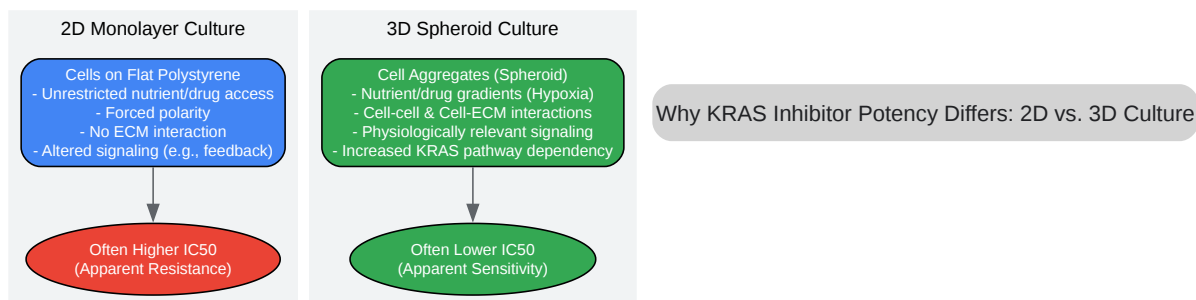 2D Monolayer Culture
Cells on Flat Polystyrene
- Unrestricted nutrient/drug access
- Forced polarity
- No ECM interaction
- Altered signaling (e.g., feedback)
Often Higher IC50
(Apparent Resistance)
3D Spheroid Culture
Cell Aggregates (Spheroid)
- Nutrient/drug gradients (Hypoxia)
- Cell-cell & Cell-ECM interactions
- Physiologically relevant signaling
- Increased KRAS pathway dependency
Often Lower IC50
(Apparent Sensitivity)
Why KRAS Inhibitor Potency Differs: 2D vs. 3D Culture